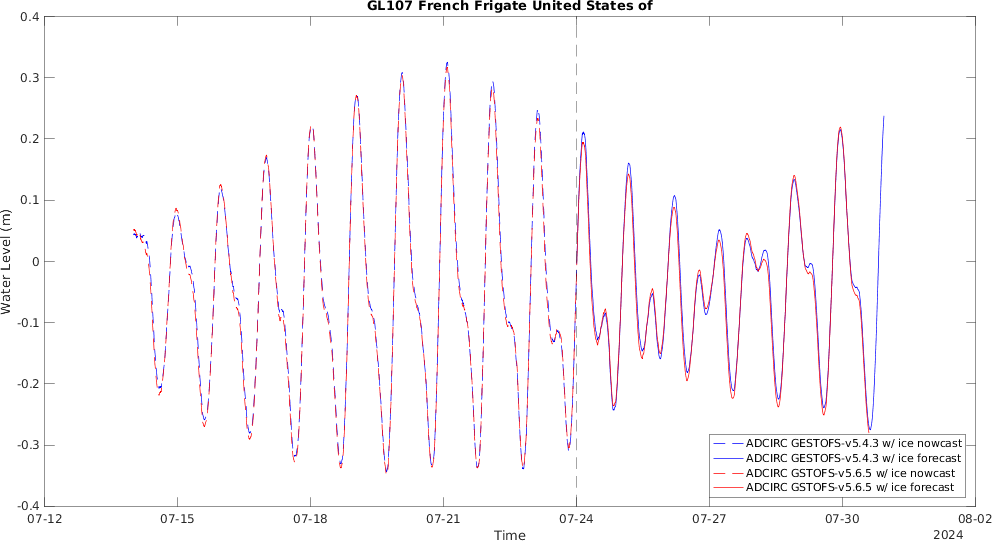 GL107 French Frigate United States of
0.4
0.3
0.2
0.1
0
-0.1
-0.2
-0.3
-0.4
Water Level (m)
07-12 07-15 07-18 07-21 07-24 07-27 07-30 08-02
Time
2024
ADCIRC GESTOFS-v5.4.3 w/ ice nowcast
ADCIRC GESTOFS-v5.4.3 w/ ice forecast
ADCIRC GSTOFS-v5.6.5 w/ ice nowcast
ADCIRC GSTOFS-v5.6.5 w/ ice forecast